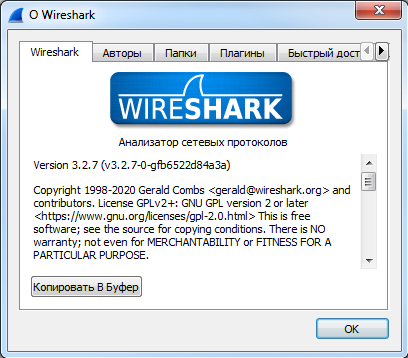 О Wireshark
Wireshark Авторы Папки Плагины Быстрый дост
WIRESHARK
Анализатор сетевых протоколов
Version 3.2.7 (v3.2.7-0-gfb6522d84a3a)
Copyright 1998-2020 Gerald Combs <gerald@wireshark.org> and
contributors. License GPLv2+: GNU GPL version 2 or later
<https://www.gnu.org/licenses/gpl-2.0.html> This is free
software; see the source for copying conditions. There is NO
warranty; not even for MERCHANTABILITY or FITNESS FOR A
PARTICULAR PURPOSE.
Копировать В Буфер
OK